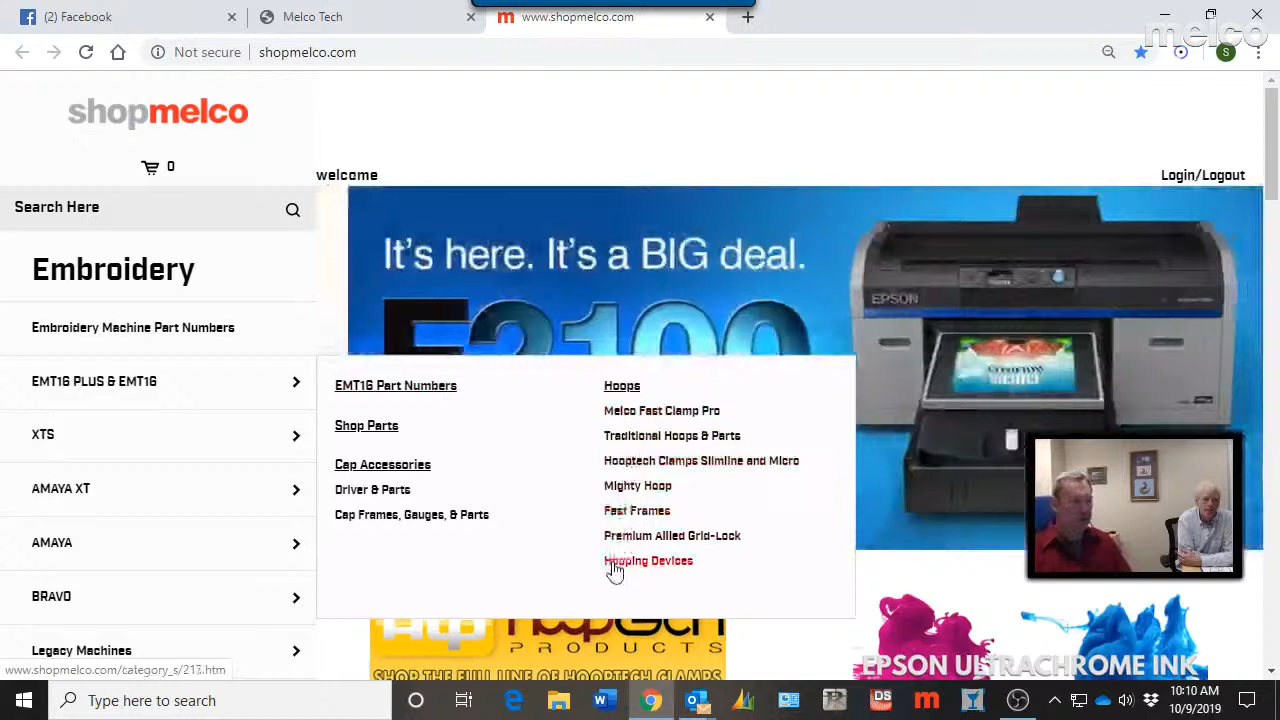 (2) Facebook
Melco Tech
www.shopmelco.com
Not secure
shopmelco.com
melco
S
shopmelco
0
welcome
Login/Logout
Search Here
It's here. It's a BIG deal.
F2100
EPSON
Embroidery
Embroidery Machine Part Numbers
EMT16 PLUS & EMT16
XTS
AMAYA XT
AMAYA
BRAVO
Legacy Machines
EMT16 Part Numbers
Shop Parts
Cap Accessories
Driver & Parts
Cap Frames, Gauges, & Parts
Hoops
Melco Fast Clamp Pro
Traditional Hoops & Parts
Hooptech Clamps Slimline and Micro
Mighty Hoop
Fast Frames
Premium Allied Grid-Lock
Hooping Devices
HOOPTECH
PRODUCTS
SHOP THE FULL LINE OF HOOPTECH CLAMPS
EPSON ULTRACHROME INK
www.shopmelco.com/category_s/213.htm
Type here to search
DS
10:10 AM
10/9/2019